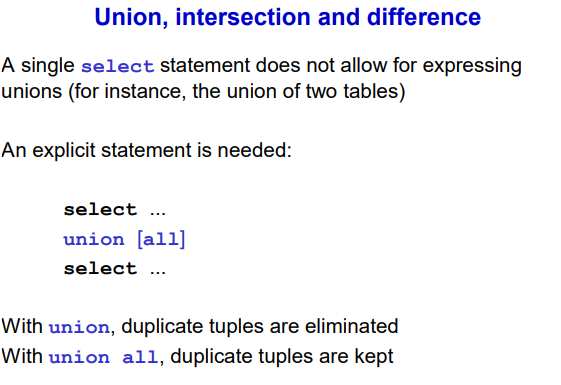 Union, intersection and difference
A single select statement does not allow for expressing
unions (for instance, the union of two tables)
An explicit statement is needed:
select ...
union [all]
select ...
With union, duplicate tuples are eliminated
With union all, duplicate tuples are kept